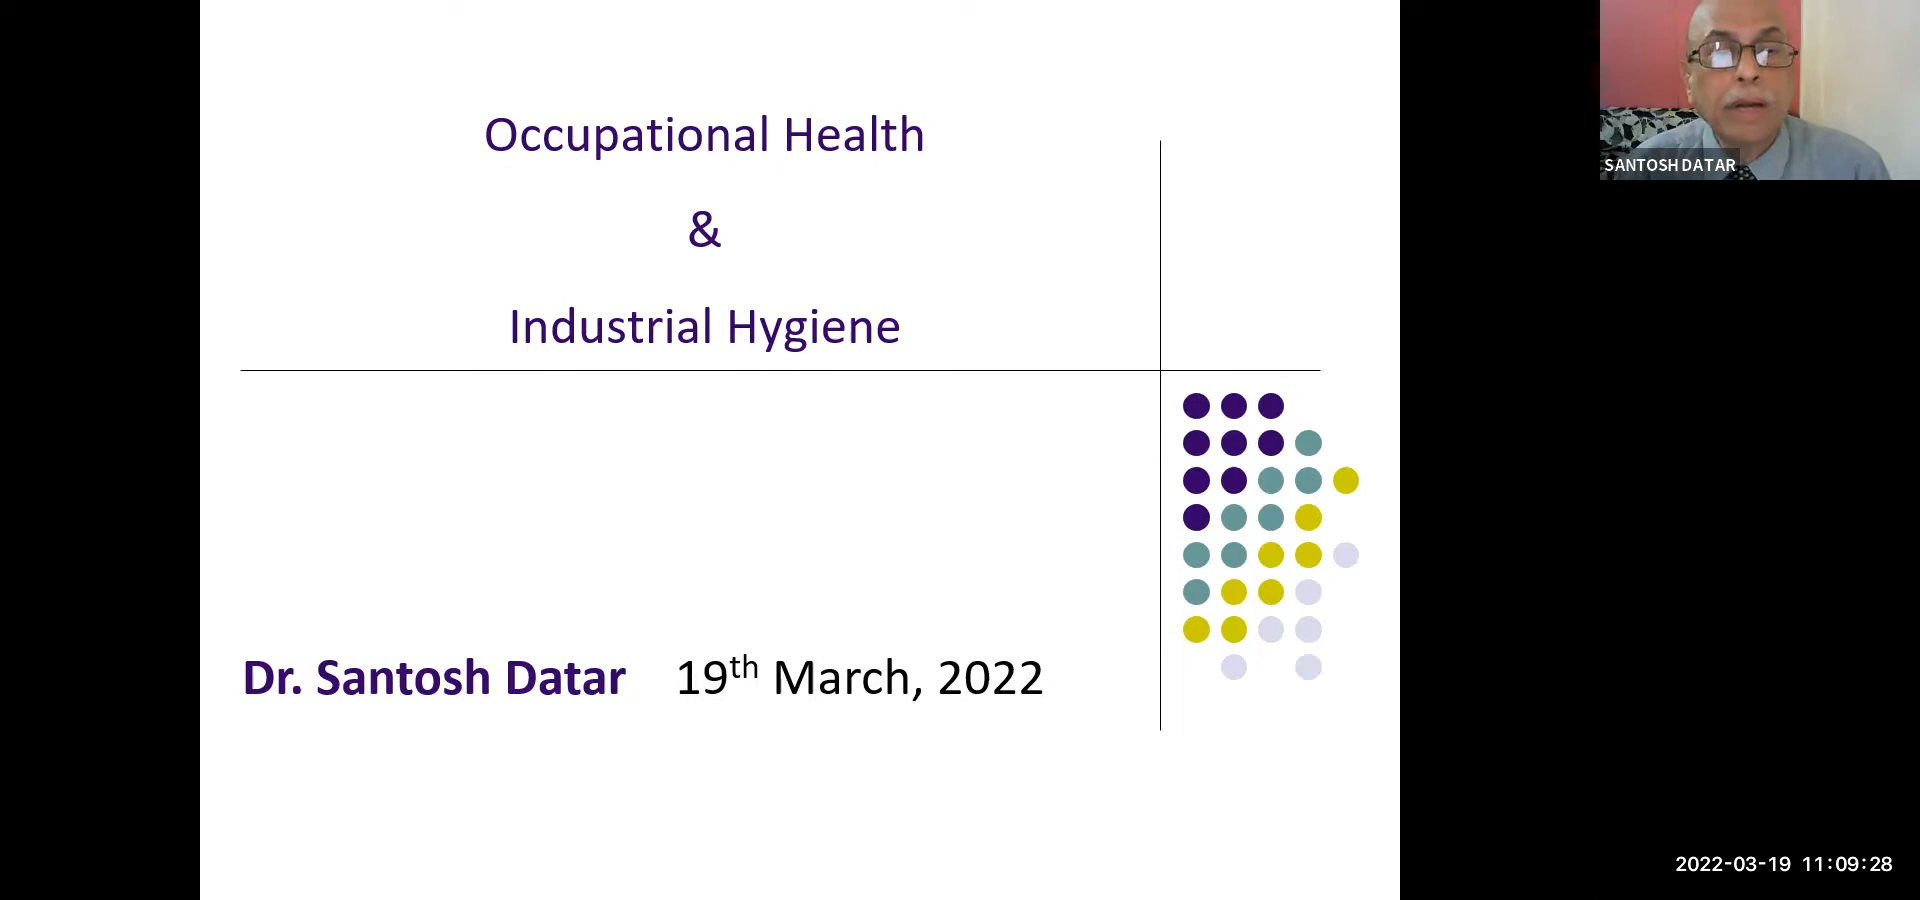 Occupational Health
&
Industrial Hygiene
Dr. Santosh Datar 19th March, 2022
SANTOSH DATAR
2022-03-19 11:09:28